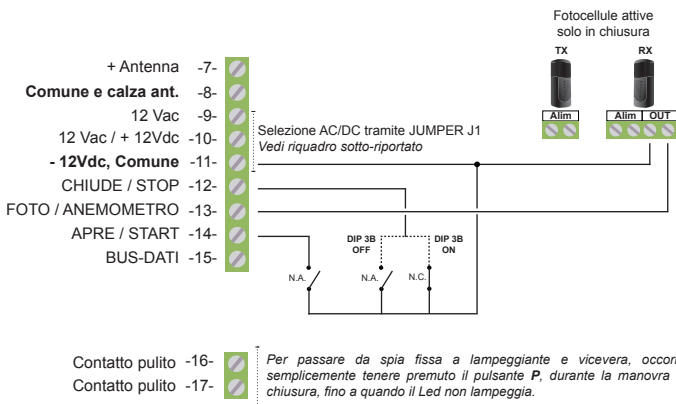 Fotocellule attive
solo in chiusura
TX RX
Alim Alim OUT
+ Antenna -7-
Comune e calza ant. -8-
12 Vac -9-
12 Vac / + 12Vdc -10-
- 12Vdc, Comune -11-
CHIUDE / STOP -12-
FOTO / ANEMOMETRO -13-
APRE / START -14-
BUS-DATI -15-
Selezione AC/DC tramite JUMPER J1
Vedi riquadro sotto-riportato
DIP 3B OFF
DIP 3B ON
N.A. N.A. N.C.
Contatto pulito -16-
Contatto pulito -17-
Per passare da spia fissa a lampeggiante e vicevera,
semplicemente tenere premuto il pulsante P, durante la manovra
chiusura, fino a quando il Led non lampeggia.